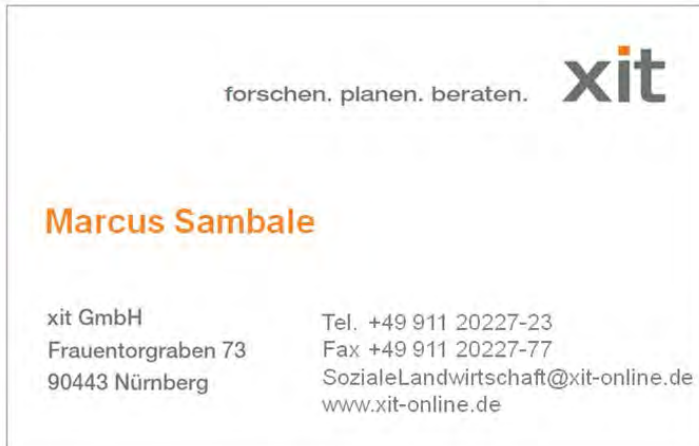 forschen. planen. beraten. xit
Marcus Sambale
xit GmbH
Frauentorgraben 73
90443 Nürnberg
Tel. +49 911 20227-23
Fax +49 911 20227-77
SozialeLandwirtschaft@xit-online.de
www.xit-online.de